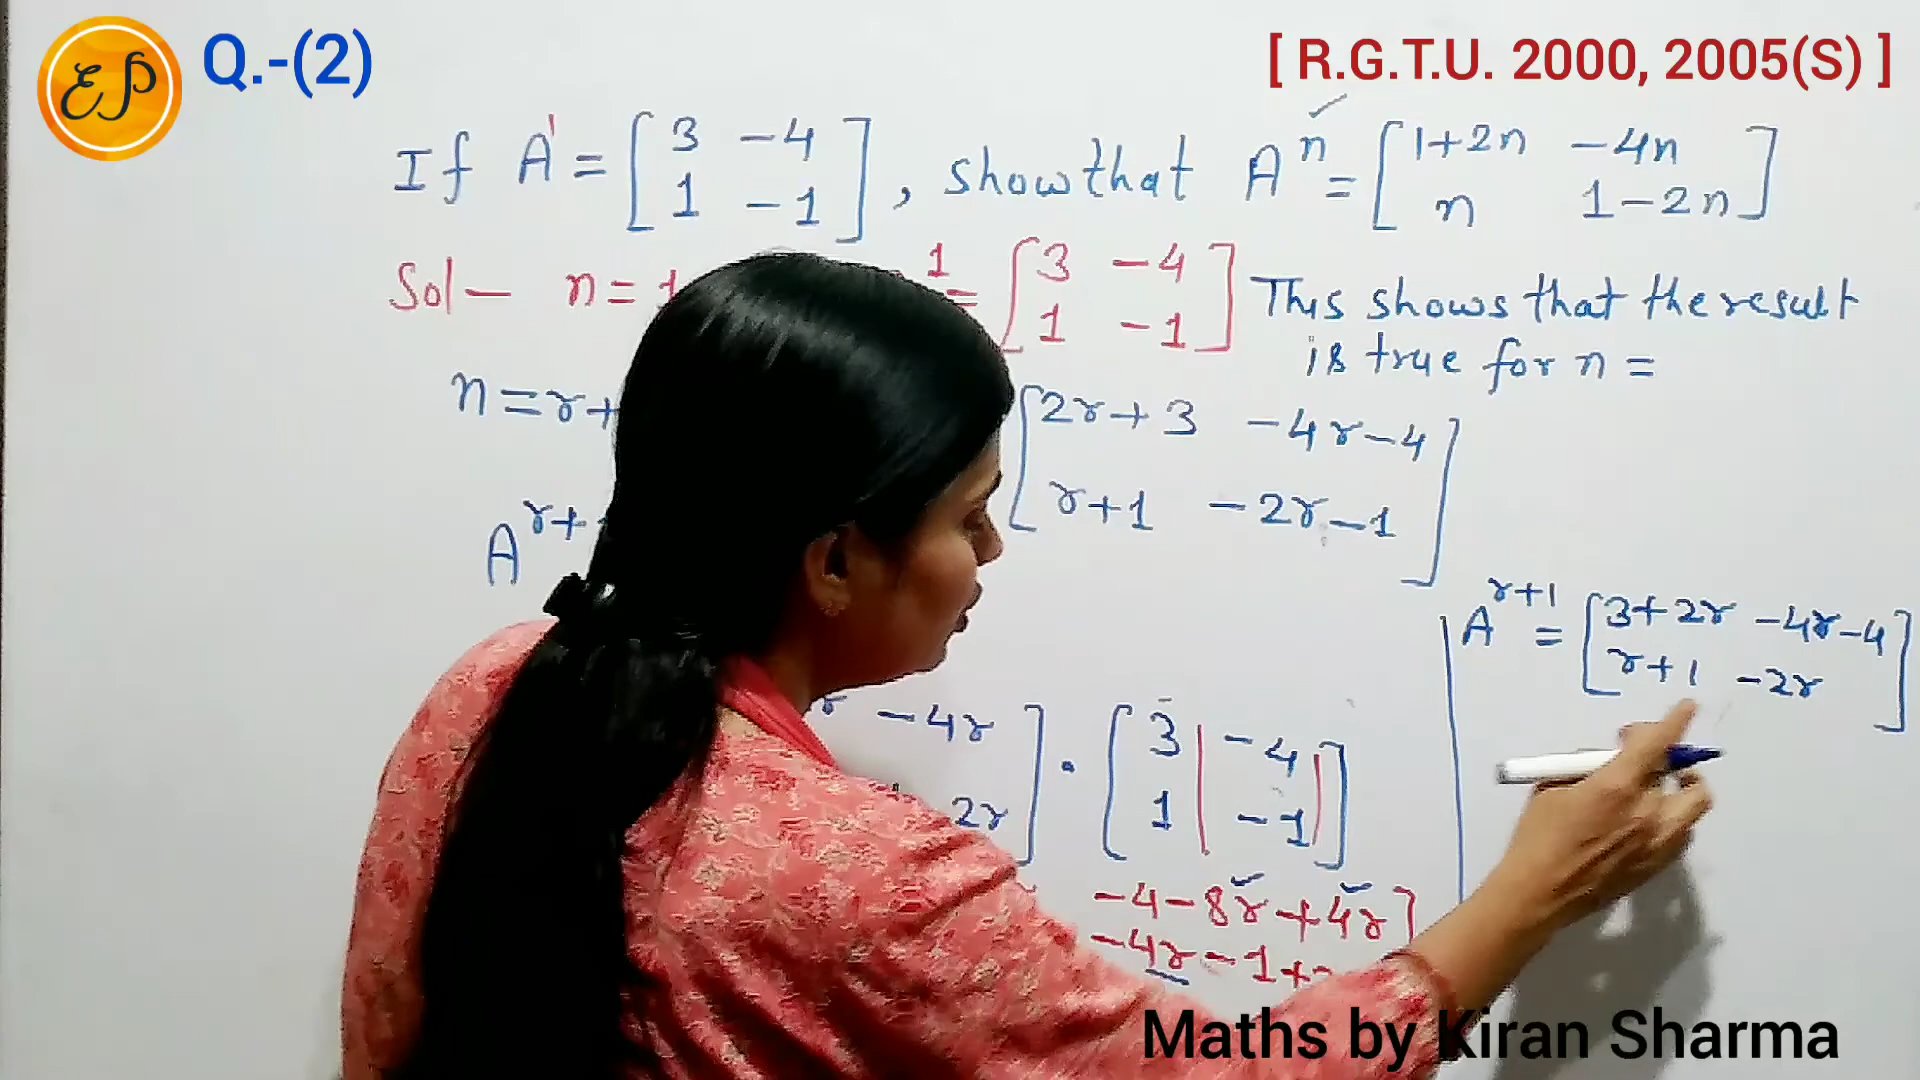 EP Q.-(2) [ R.G.T.U. 2000, 2005(S) ]
If A' = [ 3 -4 ], show that A^n = [ 1+2n -4n ]
[ 1 -1 ] [ n 1-2n ]
Sol— n = 1 1 = [ 3 -4 ] This shows that the result
[ 1 -1 ] is true for n =
n = r+ [ 2r+3 -4r-4 ]
A^r+ [ r+1 -2r-1 ]
A^r+1 = [ 3+2r -4r-4 ]
[ r+1 -2r ]
-4r ] . [ 3 -4 ]
2r ] [ 1 -1 ]
-4-8r+4r ]
-4r-1+
Maths by Kiran Sharma